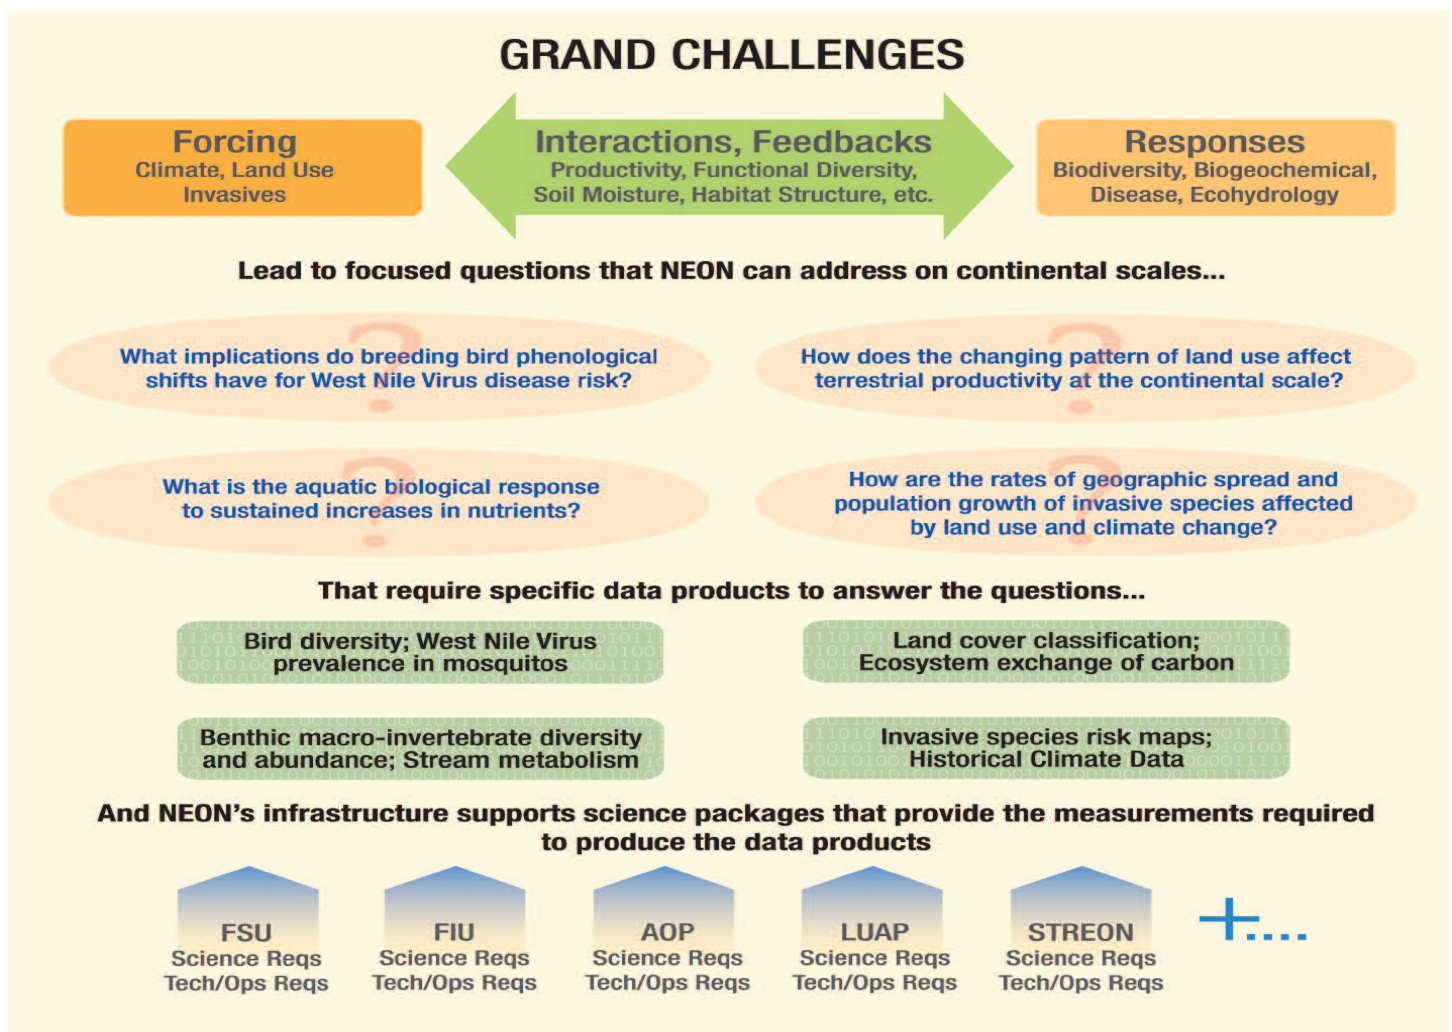 GRAND CHALLENGES
Forcing
Climate, Land Use
Invasives
Interactions, Feedbacks
Productivity, Functional Diversity,
Soil Moisture, Habitat Structure, etc.
Responses
Biodiversity, Biogeochemical,
Disease, Ecohydrology
Lead to focused questions that NEON can address on continental scales...
?
What implications do breeding bird phenological
shifts have for West Nile Virus disease risk?
?
How does the changing pattern of land use affect
terrestrial productivity at the continental scale?
?
What is the aquatic biological response
to sustained increases in nutrients?
?
How are the rates of geographic spread and
population growth of invasive species affected
by land use and climate change?
That require specific data products to answer the questions...
Bird diversity; West Nile Virus
prevalence in mosquitos
Land cover classification;
Ecosystem exchange of carbon
Benthic macro-invertebrate diversity
and abundance; Stream metabolism
Invasive species risk maps;
Historical Climate Data
And NEON's infrastructure supports science packages that provide the measurements required
to produce the data products
FSU
Science Reqs
Tech/Ops Reqs
FIU
Science Reqs
Tech/Ops Reqs
AOP
Science Reqs
Tech/Ops Reqs
LUAP
Science Reqs
Tech/Ops Reqs
STREON
Science Reqs
Tech/Ops Reqs
+....